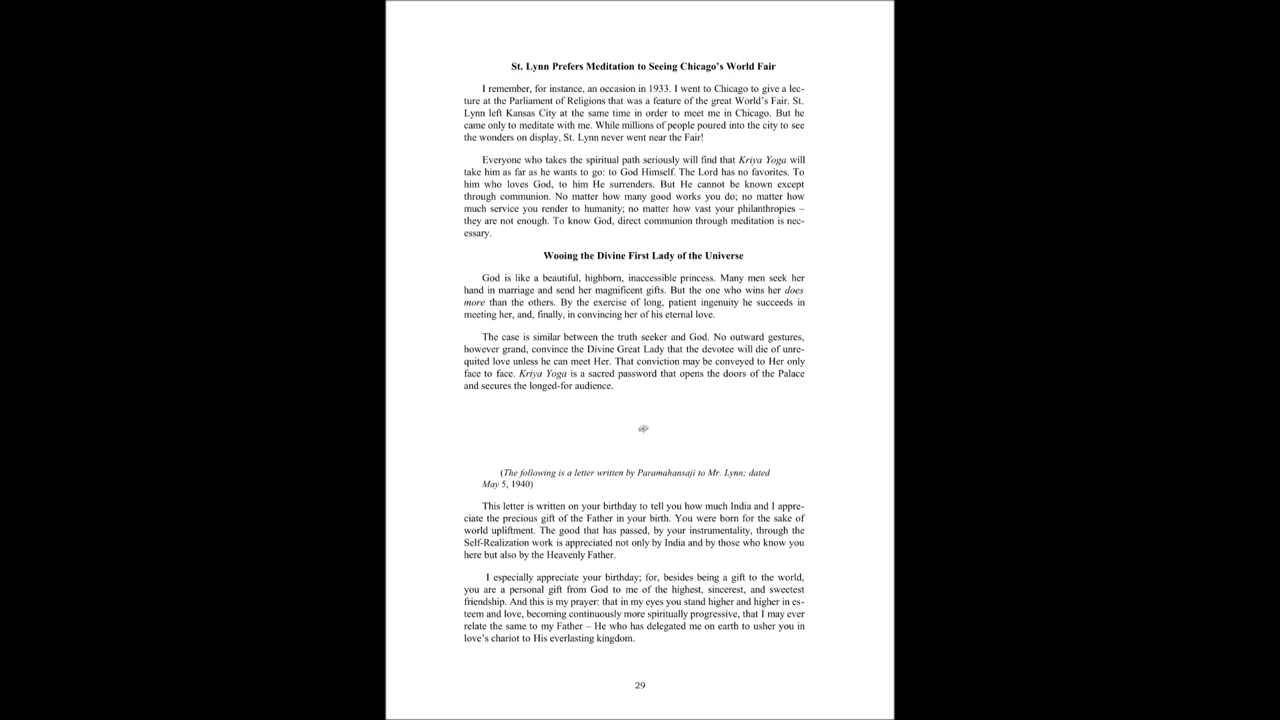 St. Lynn Prefers Meditation to Seeing Chicago's World Fair
I remember, for instance, an occasion in 1933. I went to Chicago to give a lec-
ture at the Parliament of Religions that was a feature of the great World's Fair. St.
Lynn left Kansas City at the same time in order to meet me in Chicago. But he
came only to meditate with me. While millions of people poured into the city to see
the wonders on display, St. Lynn never went near the Fair!
Everyone who takes the spiritual path seriously will find that Kriya Yoga will
take him as far as he wants to go: to God Himself. The Lord has no favorites. To
him who loves God, to him He surrenders. But He cannot be known except
through communion. No matter how many good works you do; no matter how
much service you render to humanity; no matter how vast your philanthropies –
they are not enough. To know God, direct communion through meditation is nec-
essary.
Wooing the Divine First Lady of the Universe
God is like a beautiful, highborn, inaccessible princess. Many men seek her
hand in marriage and send her magnificent gifts. But the one who wins her does
more than the others. By the exercise of long, patient ingenuity he succeeds in
meeting her, and, finally, in convincing her of his eternal love.
The case is similar between the truth seeker and God. No outward gestures,
however grand, convince the Divine Great Lady that the devotee will die of unre-
quited love unless he can meet Her. That conviction may be conveyed to Her only
face to face. Kriya Yoga is a sacred password that opens the doors of the Palace
and secures the longed-for audience.
(The following is a letter written by Paramahansaji to Mr. Lynn; dated
May 5, 1940)
This letter is written on your birthday to tell you how much India and I appre-
ciate the precious gift of the Father in your birth. You were born for the sake of
world upliftment. The good that has passed, by your instrumentality, through the
Self-Realization work is appreciated not only by India and by those who know you
here but also by the Heavenly Father.
I especially appreciate your birthday; for, besides being a gift to the world,
you are a personal gift from God to me of the highest, sincerest, and sweetest
friendship. And this is my prayer: that in my eyes you stand higher and higher in es-
teem and love, becoming continuously more spiritually progressive, that I may ever
relate the same to my Father – He who has delegated me on earth to usher you in
love's chariot to His everlasting kingdom.
29